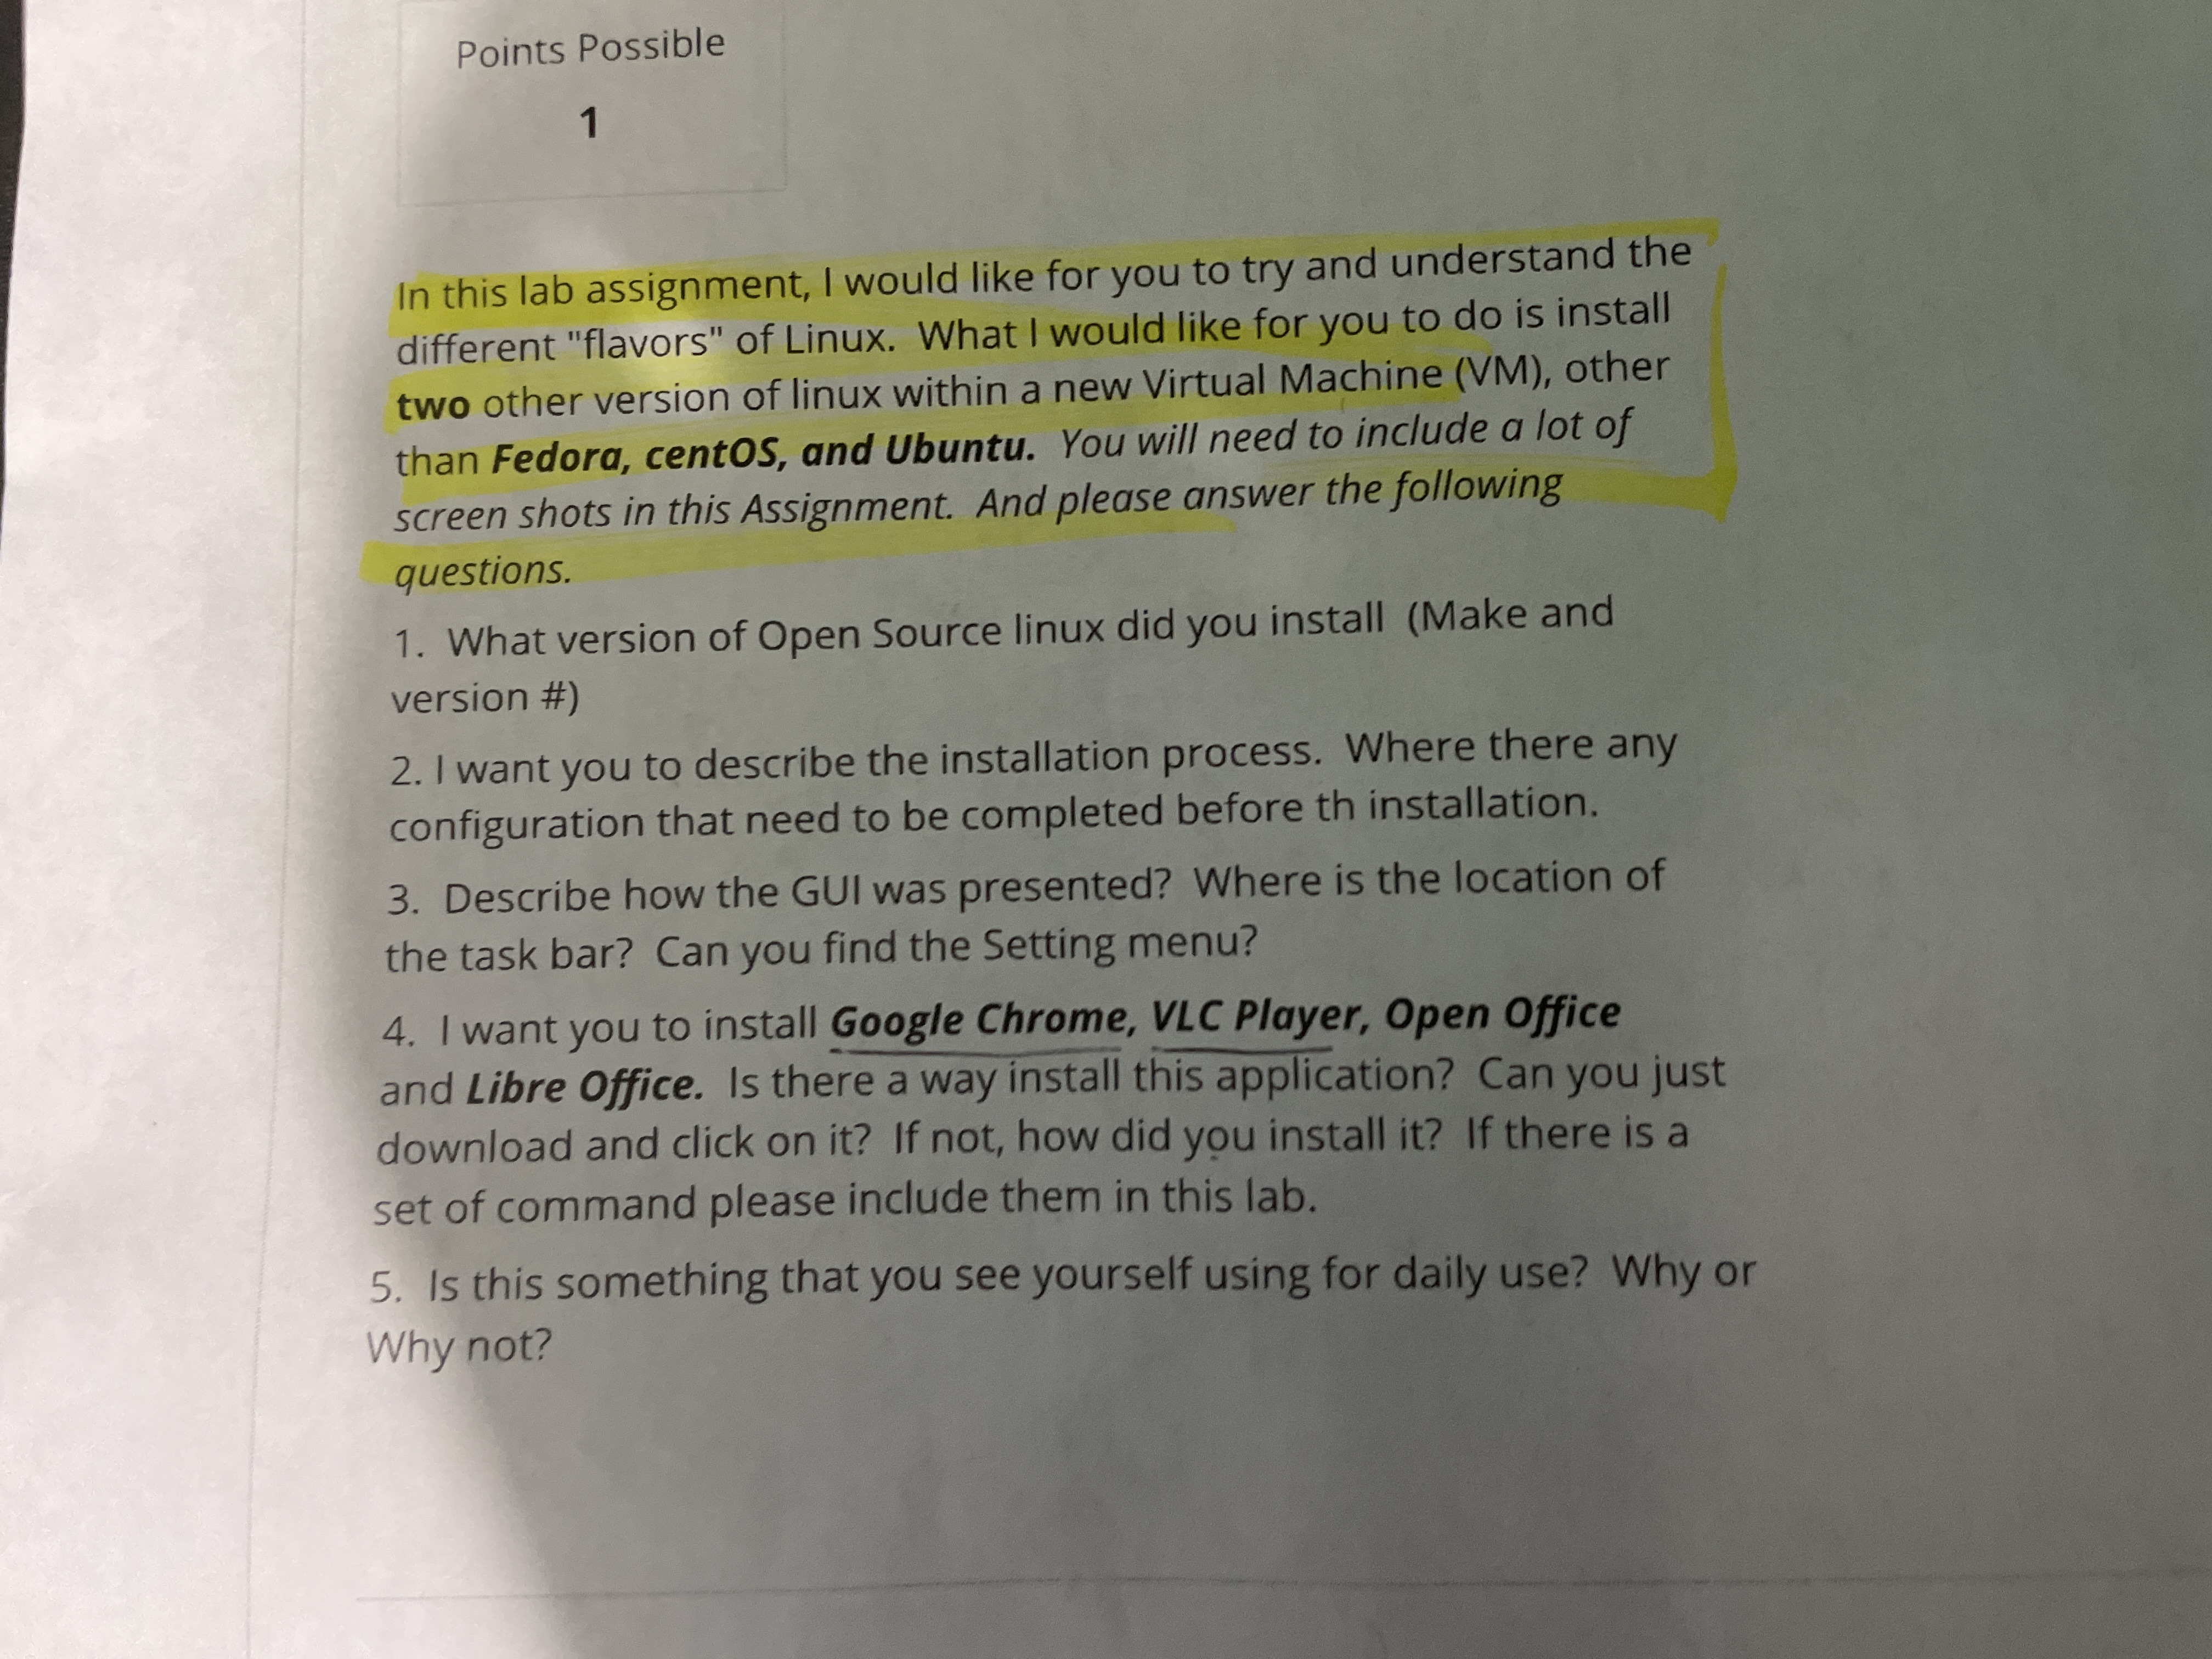 Points Possible
1
In this lab assignment, I would like for you to try and understand the
different "flavors" of Linux.  What I would like for you to do is install
two other version of linux within a new Virtual Machine (VM), other
than Fedora, centOS, and Ubuntu.  You will need to include a lot of
screen shots in this Assignment.  And please answer the following
questions.
1.  What version of Open Source linux did you install  (Make and
version #)
2. I want you to describe the installation process.  Where there any
configuration that need to be completed before th installation.
3.  Describe how the GUI was presented?  Where is the location of
the task bar?  Can you find the Setting menu?
4.  I want you to install Google Chrome, VLC Player, Open Office
and Libre Office.  Is there a way install this application?  Can you just
download and click on it?  If not, how did you install it?  If there is a
set of command please include them in this lab.
5.  Is this something that you see yourself using for daily use?  Why or
Why not?